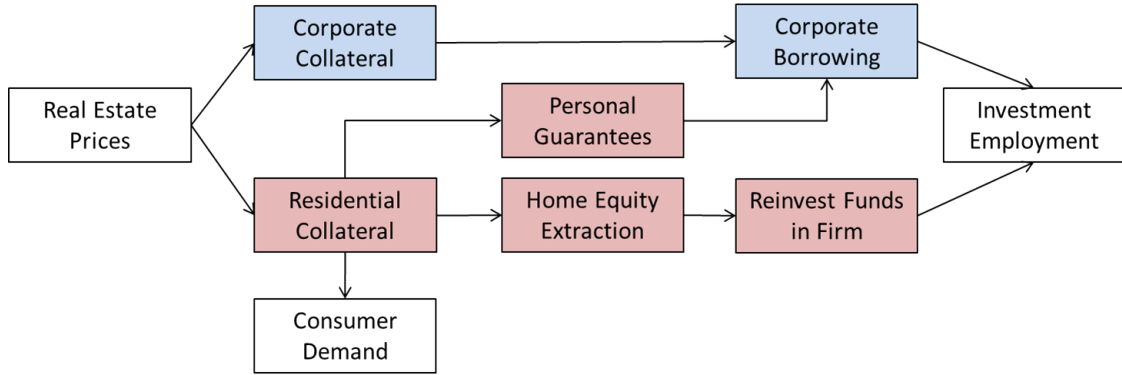 Corporate
Collateral
Corporate
Borrowing
Real Estate
Prices
Personal
Guarantees
Investment
Employment
Residential
Collateral
Home Equity
Extraction
Reinvest Funds
in Firm
Consumer
Demand